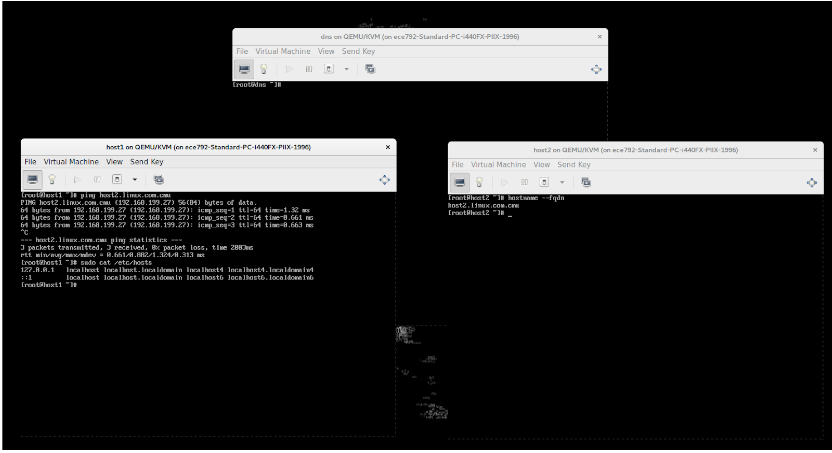 dns on QEMU/KVM (on ece792-Standard-PC-i440FX-PIIX-1996)
File Virtual Machine View Send Key
[root@dns ~]#
host1 on QEMU/KVM (on ece792-Standard-PC-i440FX-PIIX-1996)
File Virtual Machine View Send Key
[root@host1 ~]# ping host2.linux.com.cmu
PING host2.linux.com.cmu (192.168.199.27) 56(84) bytes of data.
64 bytes from 192.168.199.27 (192.168.199.27): icmp_seq=1 ttl=64 time=1.32 ms
64 bytes from 192.168.199.27 (192.168.199.27): icmp_seq=2 ttl=64 time=0.661 ms
64 bytes from 192.168.199.27 (192.168.199.27): icmp_seq=3 ttl=64 time=0.663 ms
^C
--- host2.linux.com.cmu ping statistics ---
3 packets transmitted, 3 received, 0% packet loss, time 2003ms
rtt min/avg/max/mdev = 0.661/0.882/1.324/0.313 ms
[root@host1 ~]# sudo cat /etc/hosts
127.0.0.1 localhost localhost.localdomain localhost4 localhost4.localdomain4
::1 localhost localhost.localdomain localhost6 localhost6.localdomain6
[root@host1 ~]#
host2 on QEMU/KVM (on ece792-Standard-PC-i440FX-PIIX-1996)
File Virtual Machine View Send Key
[root@host2 ~]# hostname --fqdn
host2.linux.com.cmu
[root@host2 ~]# _